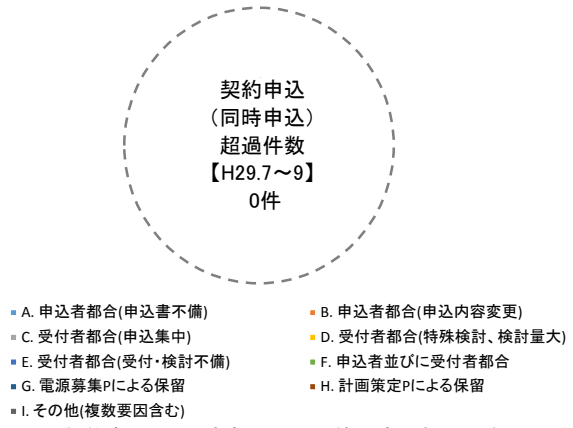 契約申込
（同時申込）
超過件数
【H29.7～9】
0件
A. 申込者都合(申込書不備)
B. 申込者都合(申込内容変更)
C. 受付者都合(申込集中)
D. 受付者都合(特殊検討、検討量大)
E. 受付者都合(受付・検討不備)
F. 申込者並びに受付者都合
G. 電源募集Pによる保留
H. 計画策定Pによる保留
I. その他(複数要因含む)